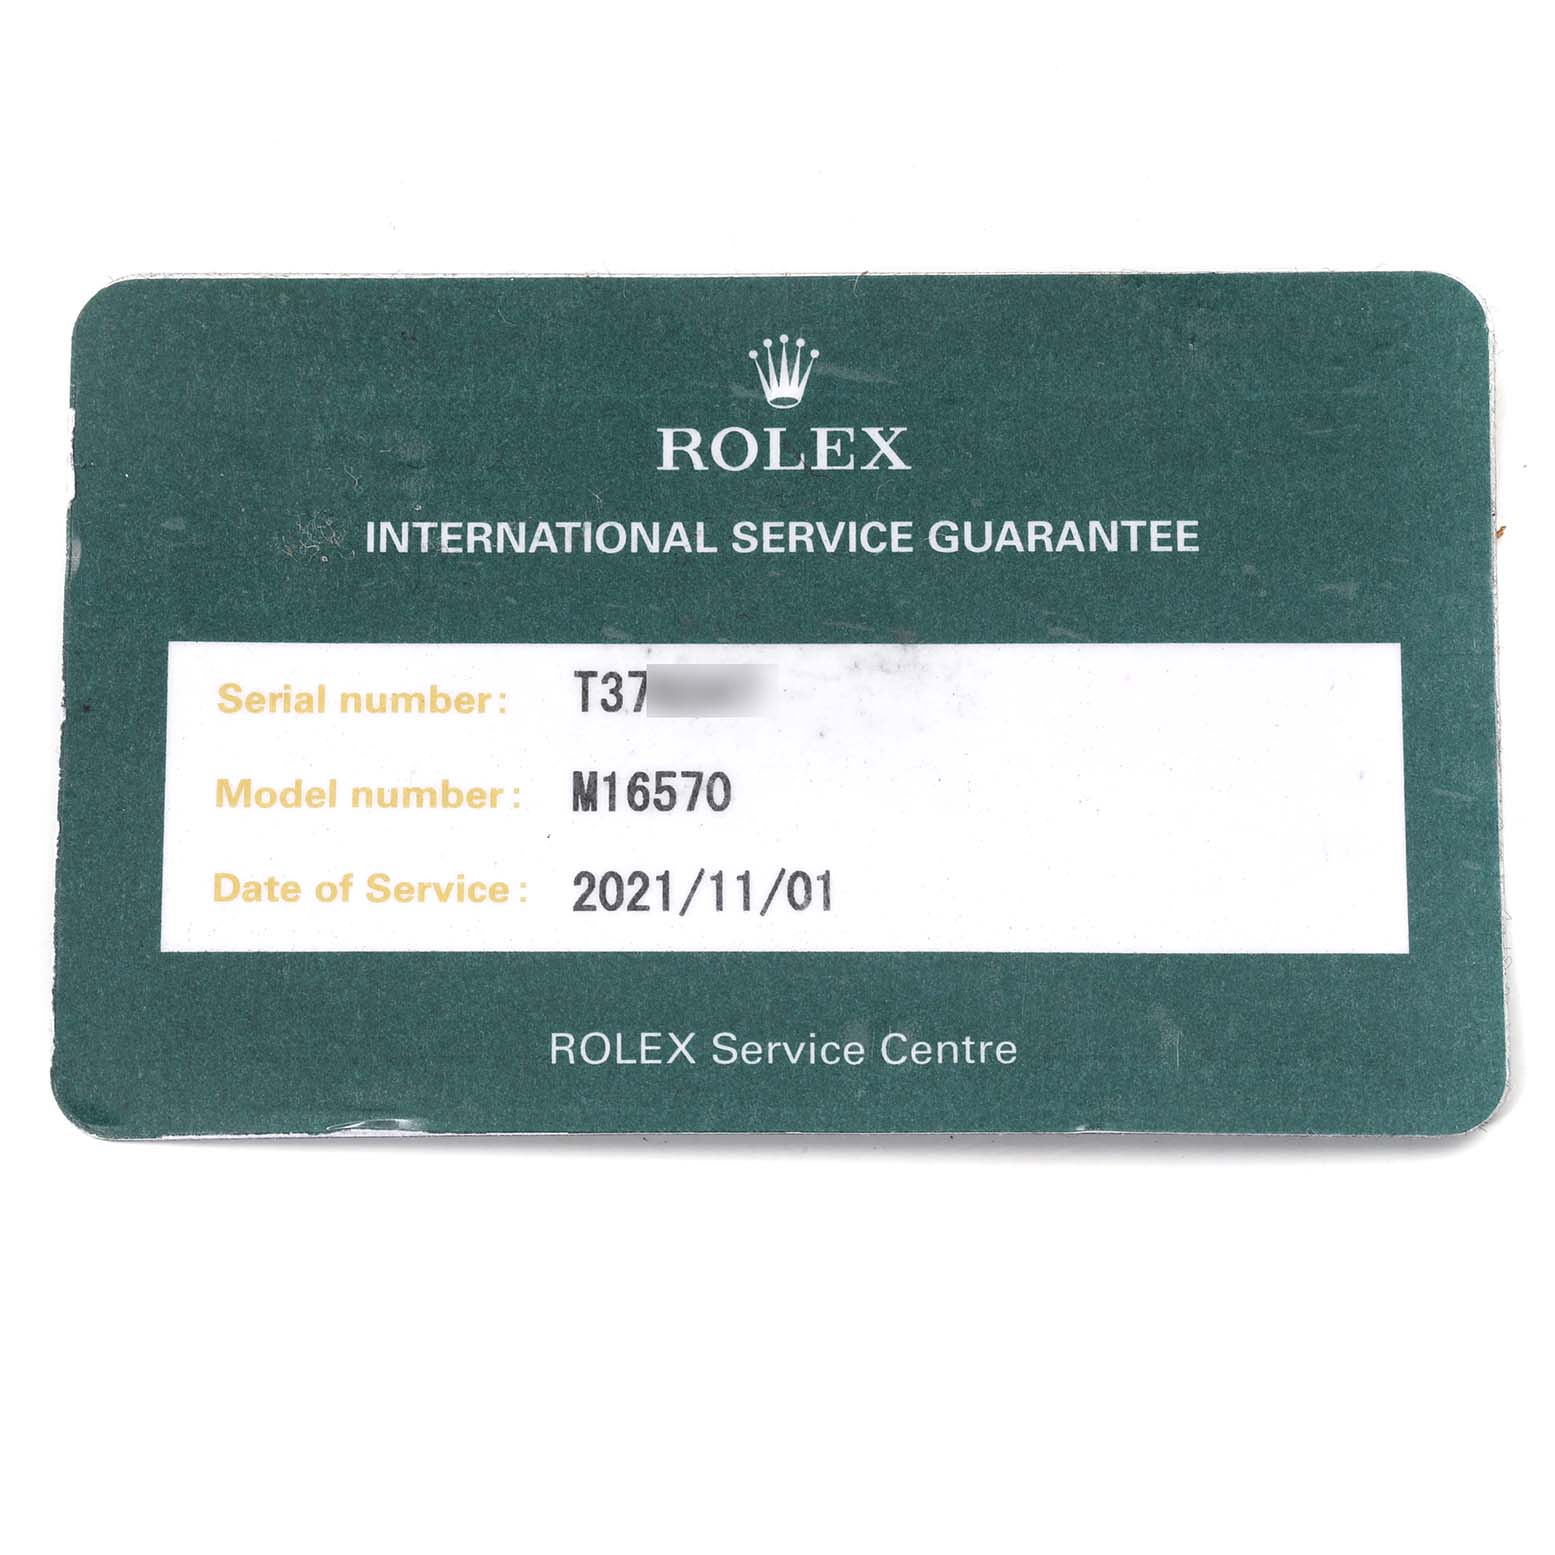 ROLEX
INTERNATIONAL SERVICE GUARANTEE
Serial number: T37
Model number: M16570
Date of Service: 2021/11/01
ROLEX Service Centre